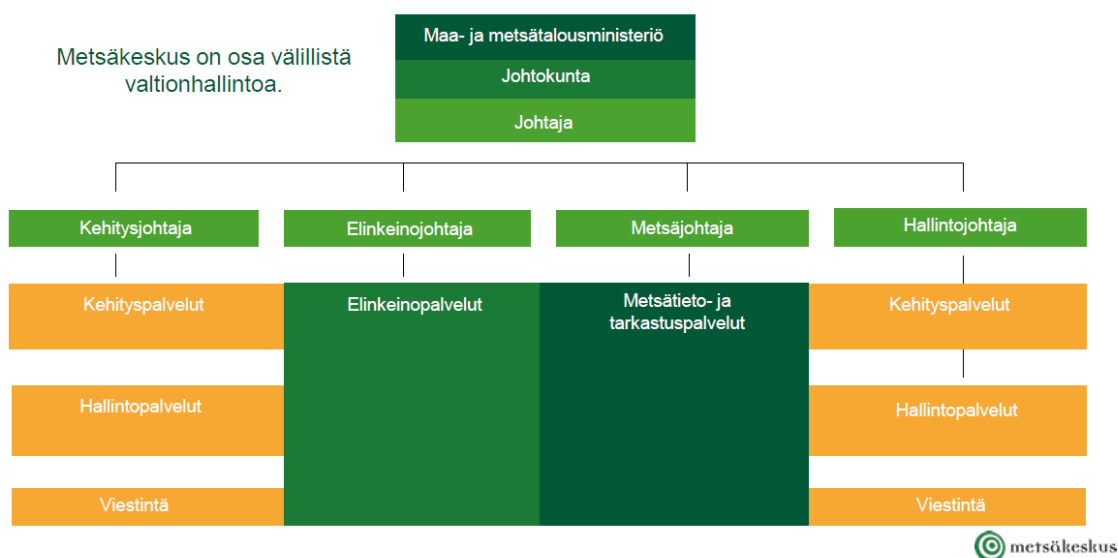 Metsäkeskus on osa välillistä
valtionhallintoa.
Maa- ja metsätalousministeriö
Johtokunta
Johtaja
Kehitysjohtaja
Elinkeinojohtaja
Metsäjohtaja
Hallintojohtaja
Kehityspalvelut
Elinkeinopalvelut
Metsätieto- ja
tarkastuspalvelut
Kehityspalvelut
Hallintopalvelut
Hallintopalvelut
Viestintä
Viestintä
metsäkeskus